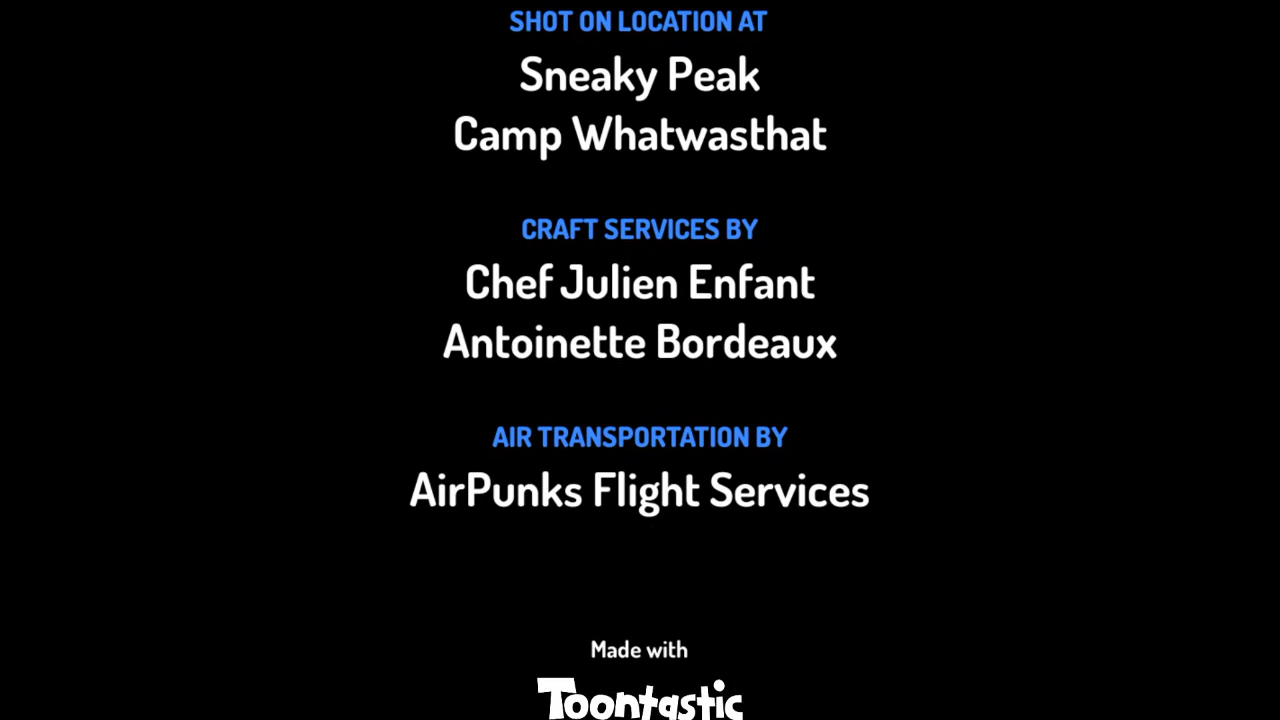 SHOT ON LOCATION AT
Sneaky Peak
Camp Whatwasthat
CRAFT SERVICES BY
Chef Julien Enfant
Antoinette Bordeaux
AIR TRANSPORTATION BY
AirPunks Flight Services
Made with
Toontastic